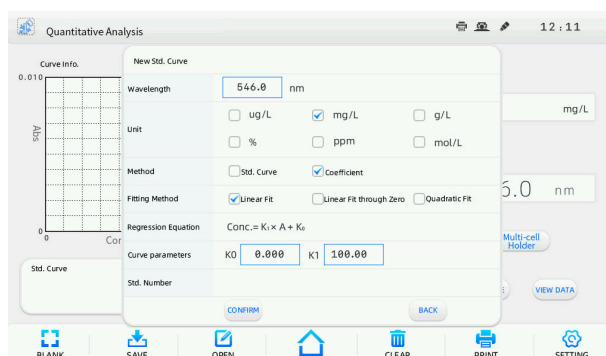 Quantitative Analysis 12:11
Curve Info.
0.010
Abs
0
0
Cor
New Std. Curve
Wavelength 546.0 nm
Unit
ug/L mg/L g/L
% ppm mol/L
Method Std. Curve Coefficient
Fitting Method Linear Fit Linear Fit through Zero Quadratic Fit
Regression Equation Conc.= K₁× A + K₀
Curve parameters K0 0.000 K1 100.00
Std. Number
CONFIRM BACK
mg/L
6.0 nm
Multi-cell
Holder
Std. Curve
VIEW DATA
BLANK SAVE OPEN CLEAR PRINT SETTING